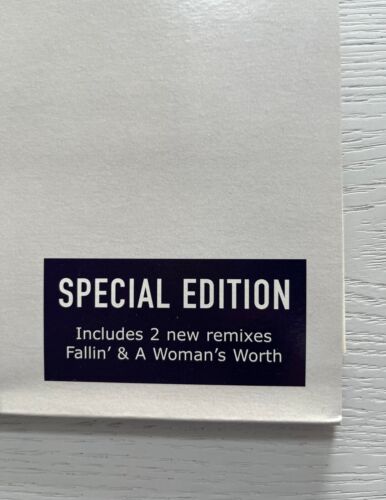 SPECIAL EDITION
Includes 2 new remixes
Fallin' & A Woman's Worth